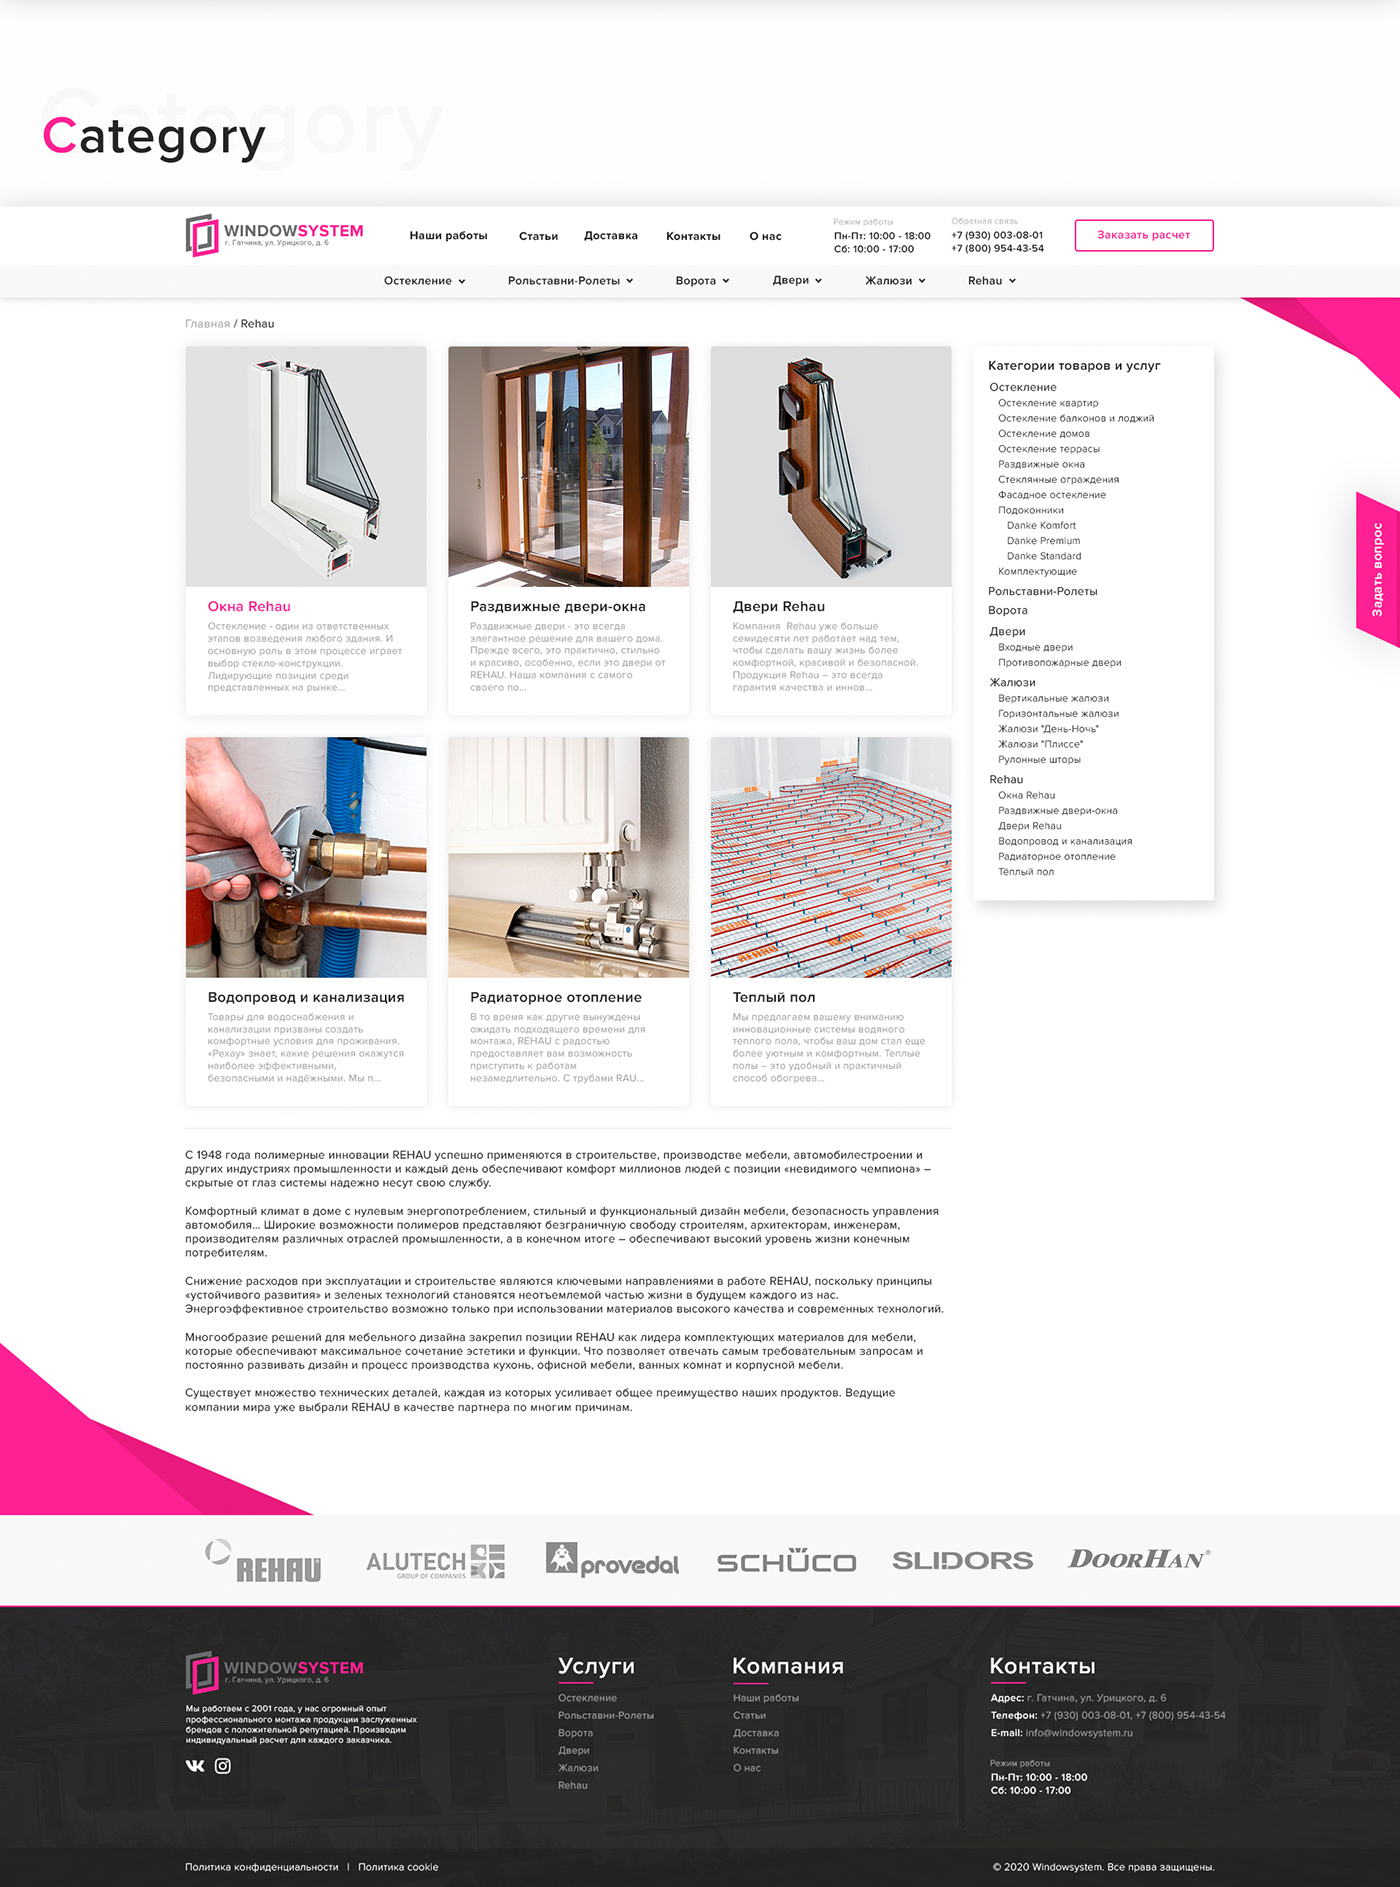 Category
Category
WINDOWSYSTEM
г. Гатчина, ул. Урицкого, д. 6
Наши работы
Статьи
Доставка
Контакты
О нас
Режим работы
Пн-Пт: 10:00 - 18:00
Сб: 10:00 - 17:00
Обратная связь
+7 (930) 003-08-01
+7 (800) 954-43-54
Заказать расчет
Остекление
Рольставни-Ролеты
Ворота
Двери
Жалюзи
Rehau
Главная / Rehau
Окна Rehau
Остекление - один из ответственных
этапов возведения любого здания. И
основную роль в этом процессе играет
выбор стекло-конструкции.
Лидирующие позиции среди
представленных на рынке...
Раздвижные двери-окна
Раздвижные двери - это всегда
элегантное решение для вашего дома.
Прежде всего, это практично, стильно
и красиво, особенно, если это двери от
REHAU. Наша компания с самого
своего по...
Двери Rehau
Компания  Rehau уже больше
семидесяти лет работает над тем,
чтобы сделать вашу жизнь более
комфортной, красивой и безопасной.
Продукция Rehau – это всегда
гарантия качества и иннов...
Водопровод и канализация
Товары для водоснабжения и
канализации призваны создать
комфортные условия для проживания.
«Рехау» знает, какие решения окажутся
наиболее эффективными,
безопасными и надёжными. Мы п...
Радиаторное отопление
В то время как другие вынуждены
ожидать подходящего времени для
монтажа, REHAU с радостью
предоставляет вам возможность
приступить к работам
незамедлительно. С трубами RAU...
REHAU
REHAU
REHAU
Теплый пол
Мы предлагаем вашему вниманию
инновационные системы водяного
теплого пола, чтобы ваш дом стал еще
более уютным и комфортным. Теплые
полы – это удобный и практичный
способ обогрева...
Категории товаров и услуг
Остекление
Остекление квартир
Остекление балконов и лоджий
Остекление домов
Остекление террасы
Раздвижные окна
Стеклянные ограждения
Фасадное остекление
Подоконники
Danke Komfort
Danke Premium
Danke Standard
Комплектующие
Рольставни-Ролеты
Ворота
Двери
Входные двери
Противопожарные двери
Жалюзи
Вертикальные жалюзи
Горизонтальные жалюзи
Жалюзи "День-Ночь"
Жалюзи "Плиссе"
Рулонные шторы
Rehau
Окна Rehau
Раздвижные двери-окна
Двери Rehau
Водопровод и канализация
Радиаторное отопление
Теплый пол
Задать вопрос
С 1948 года полимерные инновации REHAU успешно применяются в строительстве, производстве мебели, автомобилестроении и
других индустриях промышленности и каждый день обеспечивают комфорт миллионов людей с позиции «невидимого чемпиона» –
скрытые от глаз системы надежно несут свою службу.
Комфортный климат в доме с нулевым энергопотреблением, стильный и функциональный дизайн мебели, безопасность управления
автомобиля... Широкие возможности полимеров представляют безграничную свободу строителям, архитекторам, инженерам,
производителям различных отраслей промышленности, а в конечном итоге – обеспечивают высокий уровень жизни конечным
потребителям.
Снижение расходов при эксплуатации и строительстве являются ключевыми направлениями в работе REHAU, поскольку принципы
«устойчивого развития» и зеленых технологий становятся неотъемлемой частью жизни в будущем каждого из нас.
Энергоэффективное строительство возможно только при использовании материалов высокого качества и современных технологий.
Многообразие решений для мебельного дизайна закрепил позиции REHAU как лидера комплектующих материалов для мебели,
которые обеспечивают максимальное сочетание эстетики и функции. Что позволяет отвечать самым требовательным запросам и
постоянно развивать дизайн и процесс производства кухонь, офисной мебели, ванных комнат и корпусной мебели.
Существует множество технических деталей, каждая из которых усиливает общее преимущество наших продуктов. Ведущие
компании мира уже выбрали REHAU в качестве партнера по многим причинам.
REHAU
ALUTECH
GROUP OF COMPANIES
provedal
SCHÜCO
SLIDORS
DOORHAN®
WINDOWSYSTEM
г. Гатчина, ул. Урицкого, д. 6
Мы работаем с 2001 года, у нас огромный опыт
профессионального монтажа продукции заслуженных
брендов с положительной репутацией. Производим
индивидуальный расчет для каждого заказчика.
Услуги
Остекление
Рольставни-Ролеты
Ворота
Двери
Жалюзи
Rehau
Компания
Наши работы
Статьи
Доставка
Контакты
О нас
Контакты
Адрес: г. Гатчина, ул. Урицкого, д. 6
Телефон: +7 (930) 003-08-01, +7 (800) 954-43-54
E-mail: info@windowsystem.ru
Режим работы
Пн-Пт: 10:00 - 18:00
Сб: 10:00 - 17:00
Политика конфиденциальности | Политика cookie
© 2020 Windowsystem. Все права защищены.